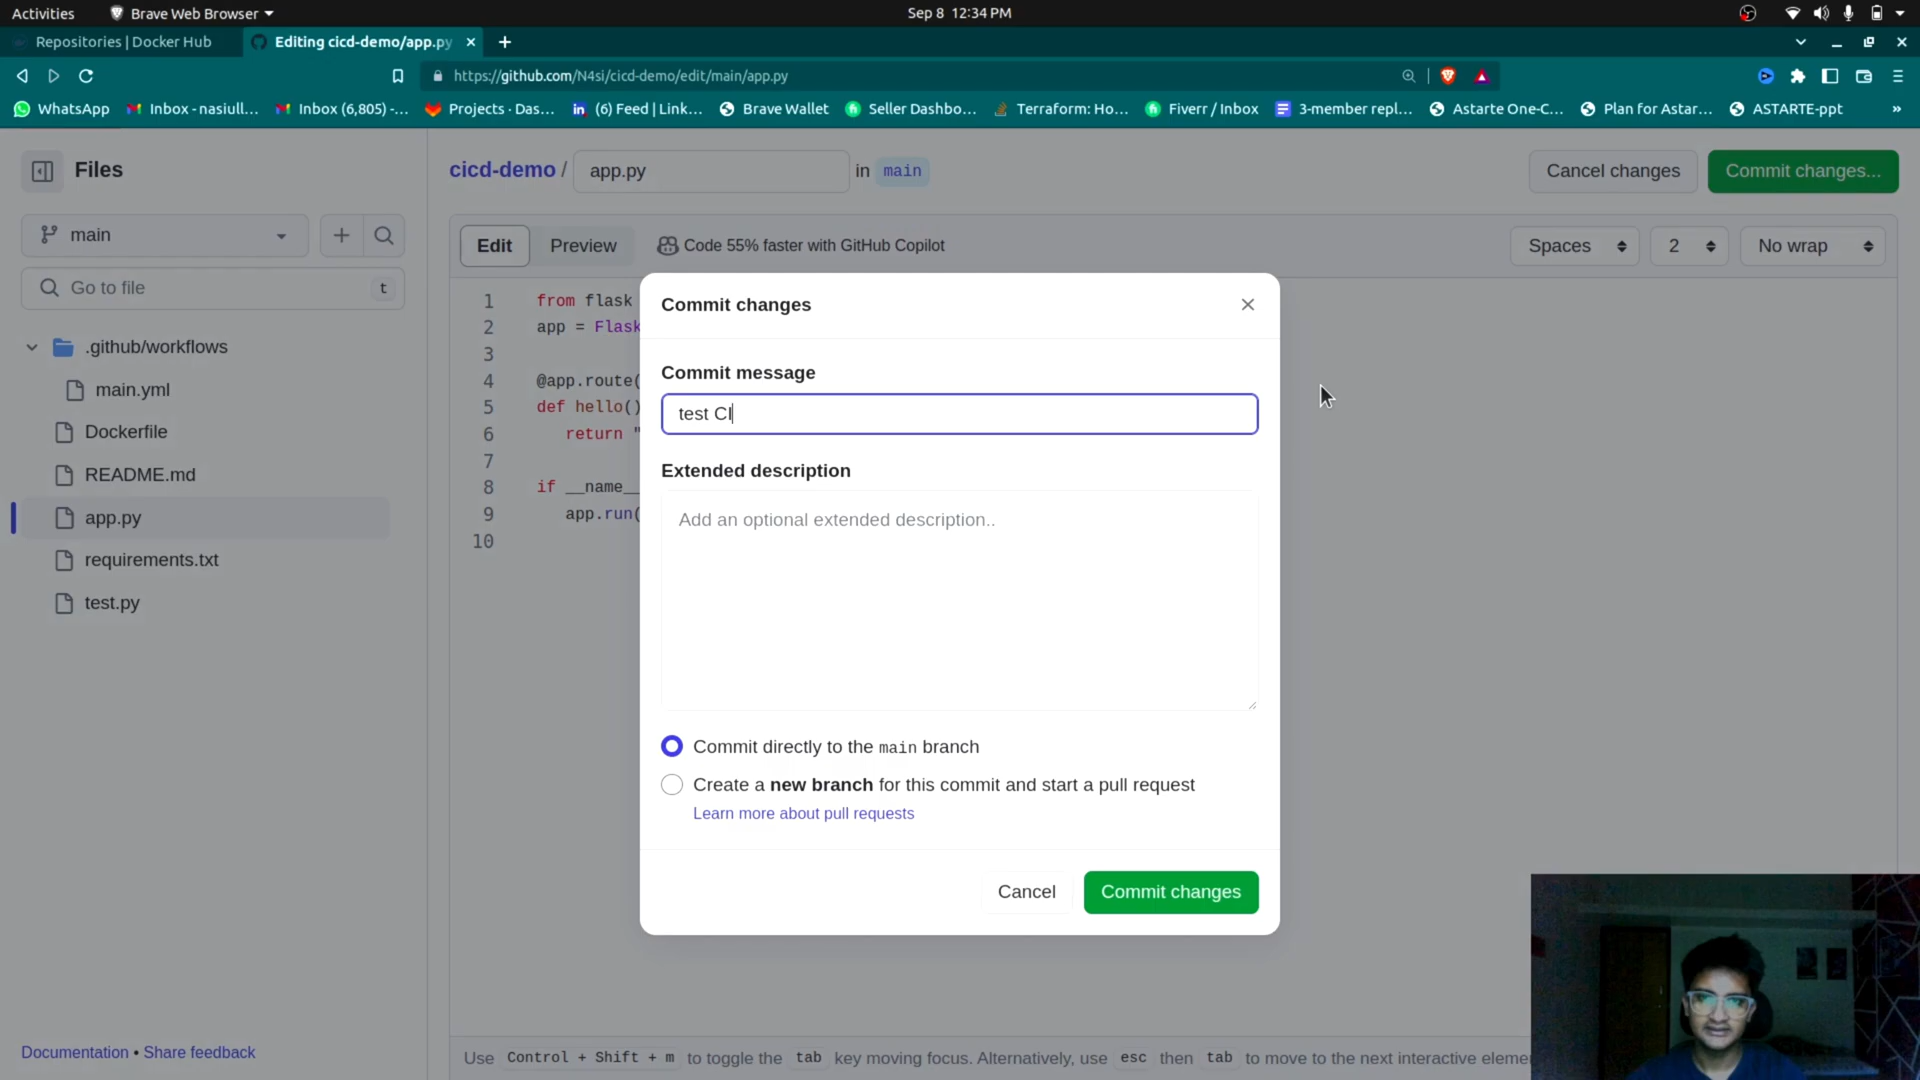 Activities
Brave Web Browser
Sep 8 12:34 PM
Repositories | Docker Hub
Editing cicd-demo/app.py
https://github.com/N4si/cicd-demo/edit/main/app.py
WhatsApp
Inbox - nasiull...
Inbox (6,805) -...
Projects · Das...
(6) Feed | Link...
Brave Wallet
Seller Dashbo...
Terraform: Ho...
Fiverr / Inbox
3-member repl...
Astarte One-C...
Plan for Astar...
ASTARTE-ppt
»
Files
cicd-demo / app.py in main
Cancel changes
Commit changes...
main
Go to file
t
.github/workflows
main.yml
Dockerfile
README.md
app.py
requirements.txt
test.py
Documentation • Share feedback
Edit
Preview
Code 55% faster with GitHub Copilot
Spaces
2
No wrap
1 from flask
2 app = Flask
3
4 @app.route(
5 def hello()
6 return "
7
8 if __name__
9 app.run(
10
Commit changes
Commit message
test CI
Extended description
Add an optional extended description..
Commit directly to the main branch
Create a new branch for this commit and start a pull request
Learn more about pull requests
Cancel
Commit changes
Use Control + Shift + m to toggle the tab key moving focus. Alternatively, use esc then tab to move to the next interactive eleme